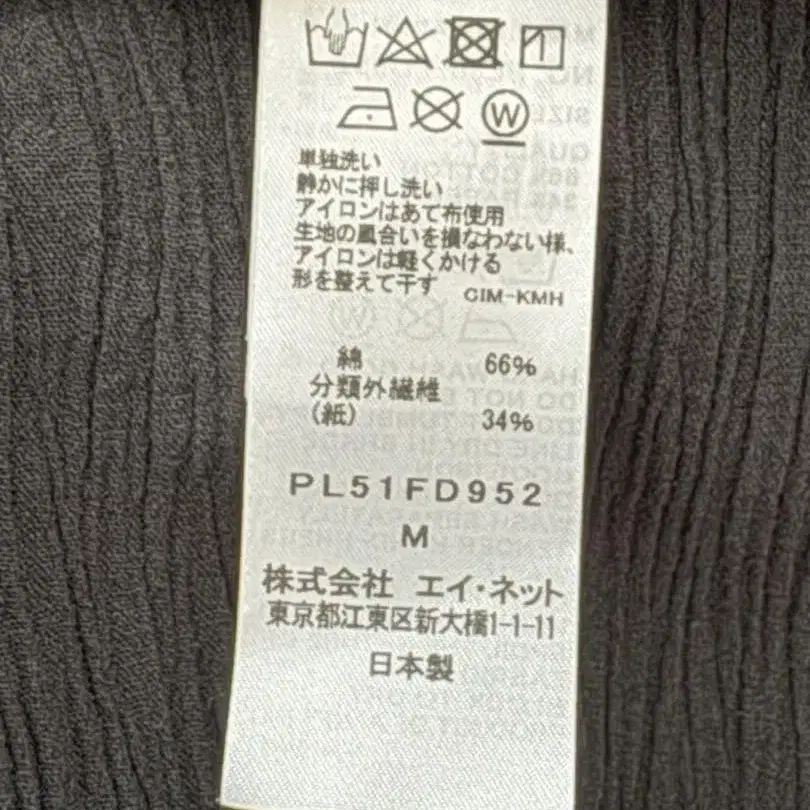 単独洗い
静かに押し洗い
アイロンはあて布使用
生地の風合いを損なわない様、
アイロンは軽くかける
形を整えて干す CIM-KMH
綿 66%
分類外繊維
(紙) 34%
PL51FD952
M
株式会社 エイ・ネット
東京都江東区新大橋1-1-11
日本製